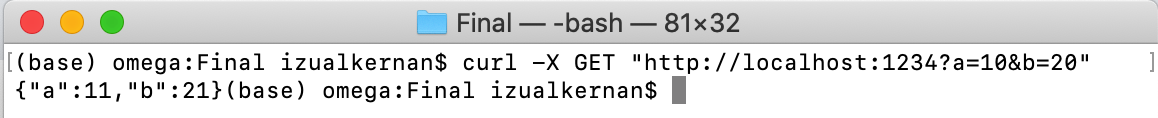 Final — -bash — 81×32
(base) omega:Final izualkernan$ curl -X GET "http://localhost:1234?a=10&b=20"
{"a":11,"b":21}(base) omega:Final izualkernan$